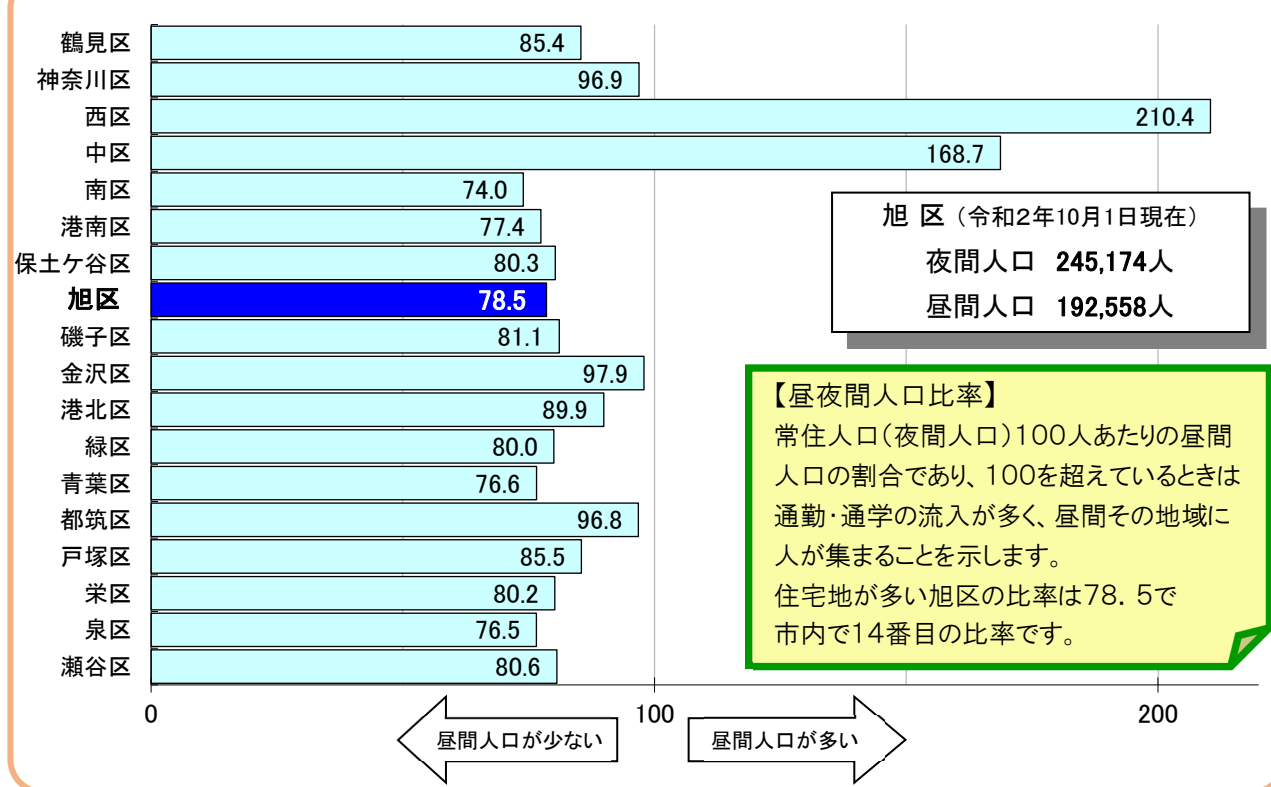 鶴見区 85.4
神奈川区 96.9
西区 210.4
中区 168.7
南区 74.0
港南区 77.4
保土ケ谷区 80.3
旭区 78.5
磯子区 81.1
金沢区 97.9
港北区 89.9
緑区 80.0
青葉区 76.6
都筑区 96.8
戸塚区 85.5
栄区 80.2
泉区 76.5
瀬谷区 80.6
0 100 200
昼間人口が少ない 昼間人口が多い
旭 区 (令和2年10月1日現在)
夜間人口 245,174人
昼間人口 192,558人
【昼夜間人口比率】
常住人口(夜間人口)100人あたりの昼間
人口の割合であり、100を超えているときは
通勤・通学の流入が多く、昼間その地域に
人が集まることを示します。
住宅地が多い旭区の比率は78.5で
市内で14番目の比率です。